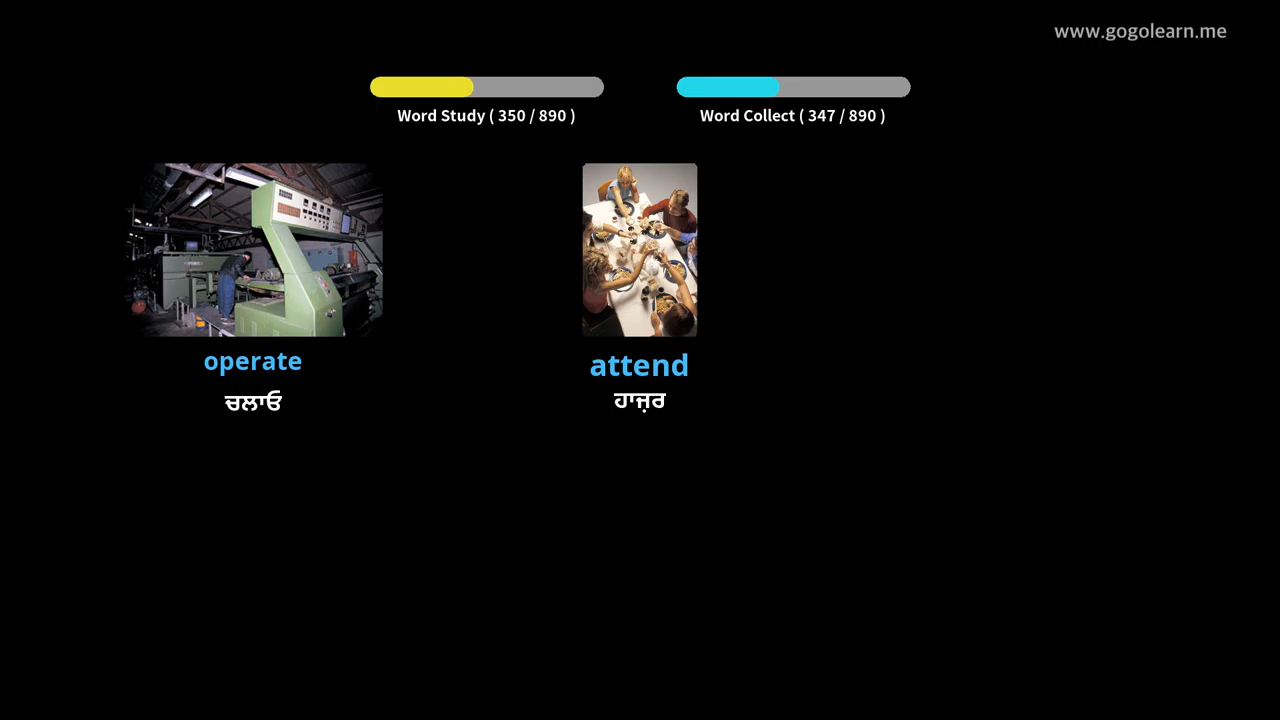 www.gogolearn.me
Word Study ( 350 / 890 )
Word Collect ( 347 / 890 )
operate
ਚਲਾਓ
attend
ਹਾਜ਼ਰ